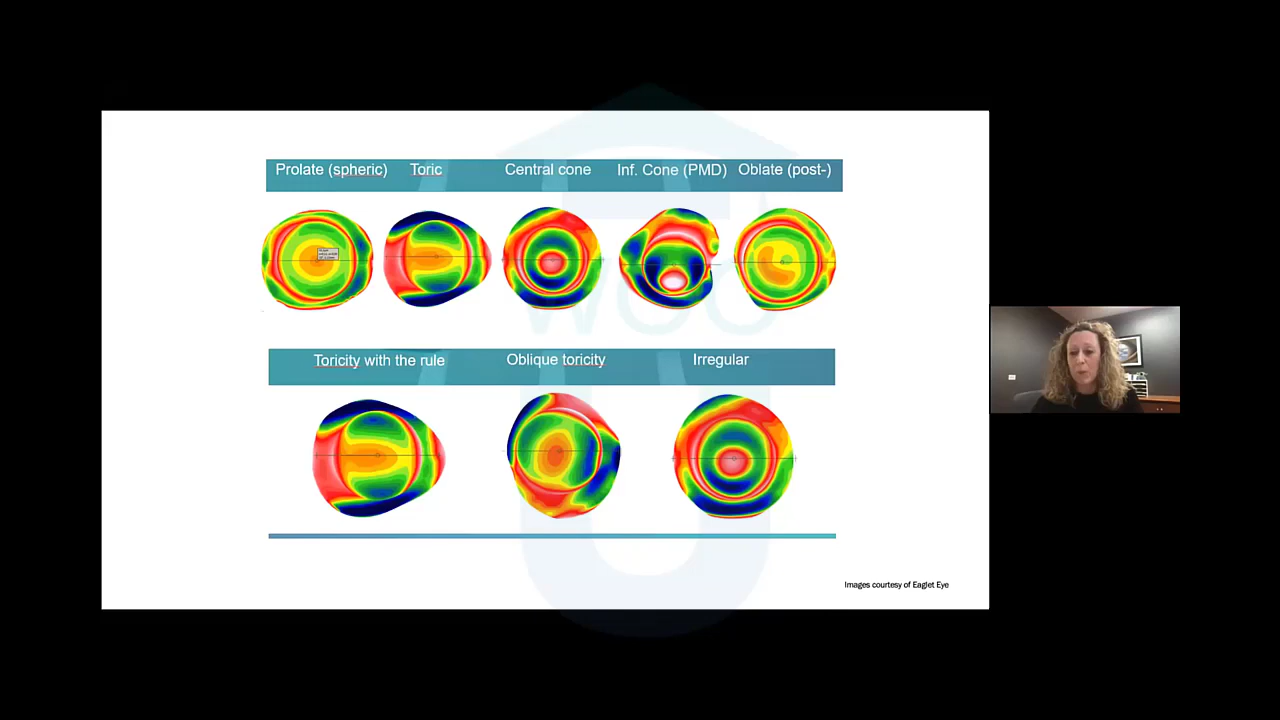 Prolate (spheric) Toric Central cone Inf. Cone (PMD) Oblate (post-)
Toricity with the rule Oblique toricity Irregular
Images courtesy of Eaglet Eye
WCO